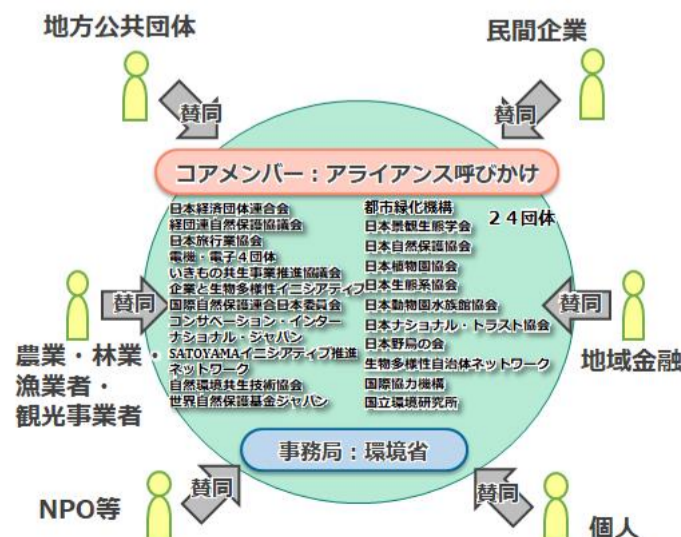 地方公共団体
民間企業
賛同
賛同
コアメンバー：アライアンス呼びかけ
日本経済団体連合会
経団連自然保護協議会
日本旅行業協会
電機・電子４団体
いきもの共生事業推進協議会
企業と生物多様性イニシアティブ
国際自然保護連合日本委員会
コンサベーション・インター
ナショナル・ジャパン
SATOYAMAイニシアティブ推進
ネットワーク
自然環境共生技術協会
世界自然保護基金ジャパン
都市緑化機構
日本景観生態学会
日本自然保護協会
日本植物園協会
日本生態系協会
日本動物園水族館協会
日本ナショナル・トラスト協会
日本野鳥の会
生物多様性自治体ネットワーク
国際協力機構
国立環境研究所
２４団体
賛同
農業・林業・
漁業者・
観光事業者
賛同
地域金融
事務局：環境省
賛同
NPO等
賛同
個人